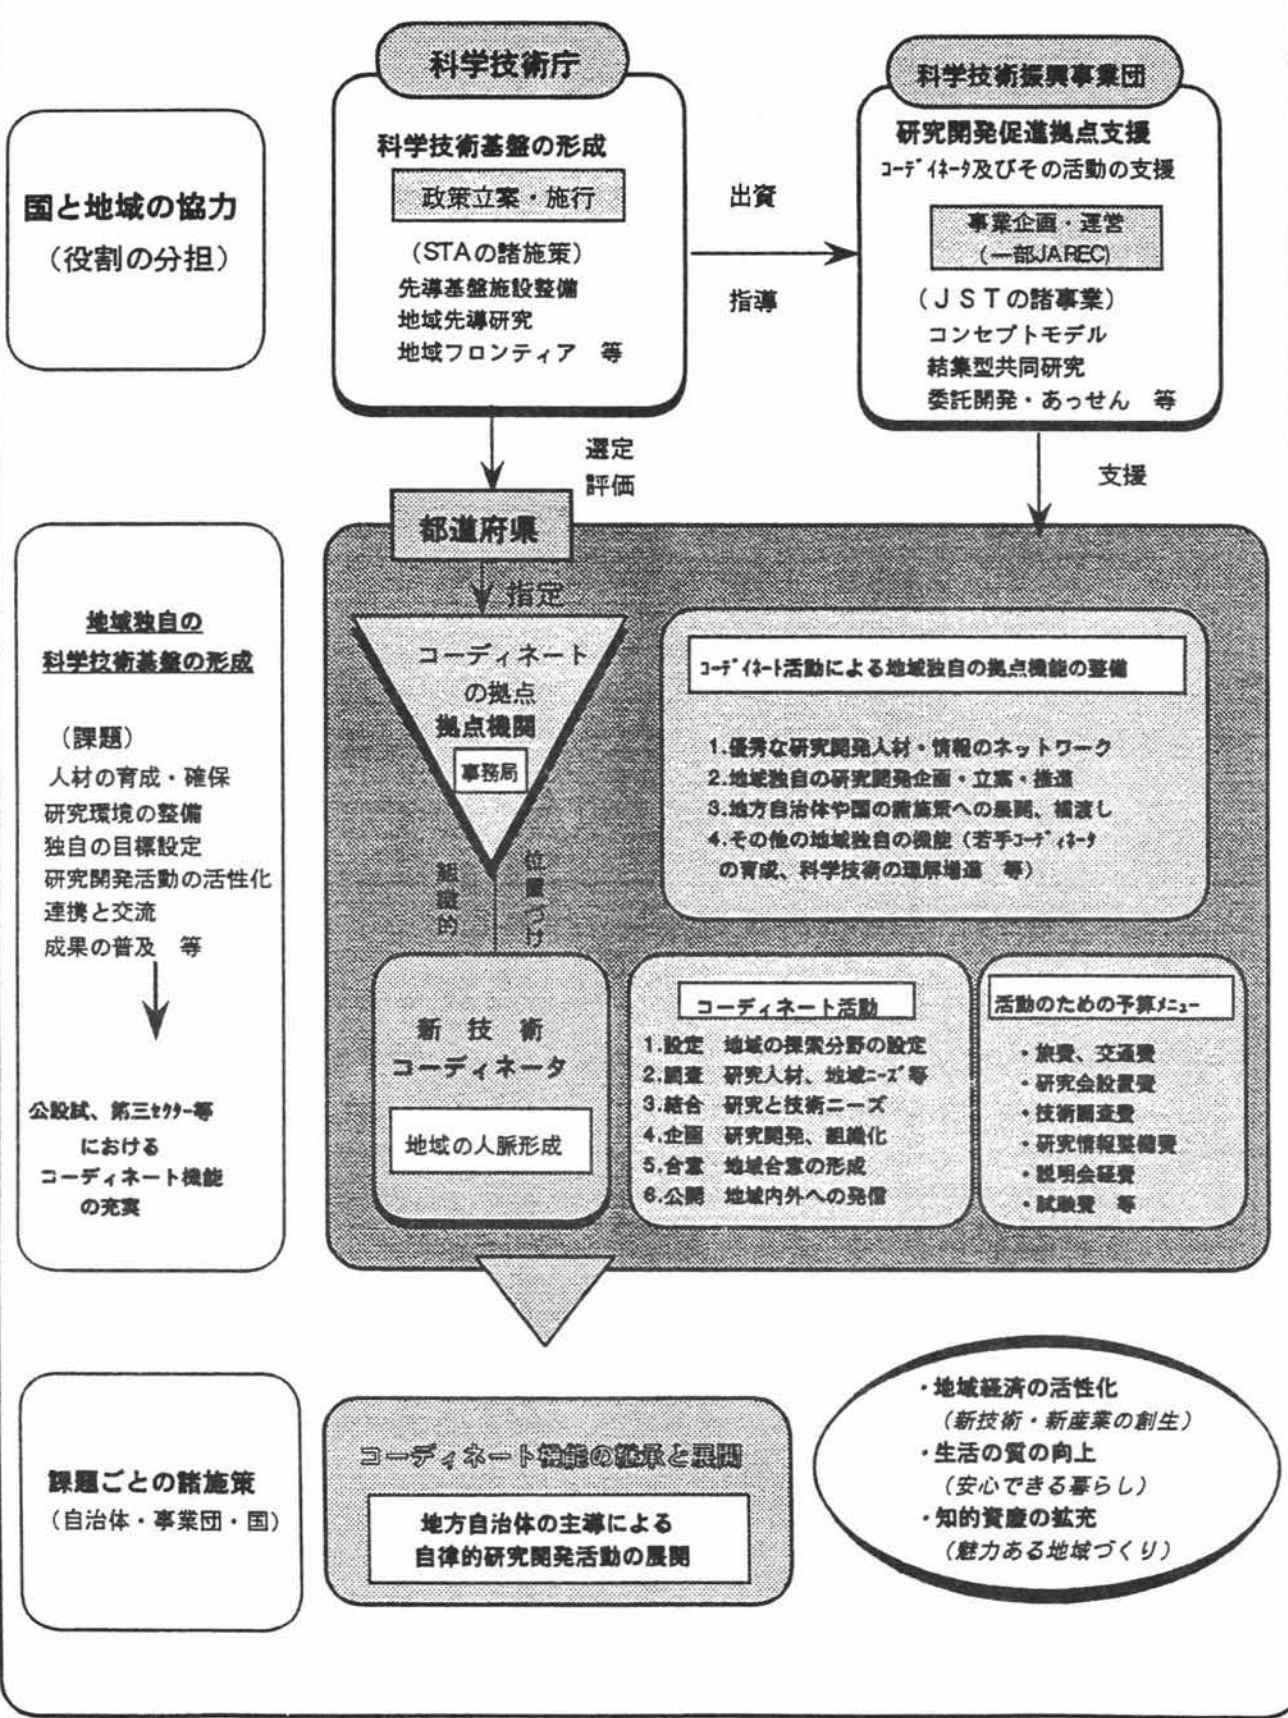 国と地域の協力
（役割の分担）
科学技術庁
科学技術基盤の形成
政策立案・施行
（STAの諸施策）
先導基盤施設整備
地域先導研究
地域フロンティア　等
出資
指導
科学技術振興事業団
研究開発促進拠点支援
ｺｰﾃﾞｨﾈｰﾀ及びその活動の支援
事業企画・運営
（一部JAREC）
（ＪＳＴの諸事業）
コンセプトモデル
結集型共同研究
委託開発・あっせん　等
選定
評価
支援
地域独自の
科学技術基盤の形成
（課題）
人材の育成・確保
研究環境の整備
独自の目標設定
研究開発活動の活性化
連携と交流
成果の普及　等
公設試、第三ｾｸﾀｰ等
における
コーディネート機能
の充実
都道府県
指定
コーディネート
の拠点
拠点機関
事務局
組織的
位置づけ
新　技　術
コーディネータ
地域の人脈形成
ｺｰﾃﾞｨﾈｰﾄ活動による地域独自の拠点機能の整備
1.優秀な研究開発人材・情報のネットワーク
2.地域独自の研究開発企画・立案・推進
3.地方自治体や国の諸施策への展開、橋渡し
4.その他の地域独自の機能（若手ｺｰﾃﾞｨﾈｰﾀ
の育成、科学技術の理解増進　等）
コーディネート活動
1.設定　地域の探索分野の設定
2.調査　研究人材、地域ﾆｰｽﾞ等
3.結合　研究と技術ニーズ
4.企画　研究開発、組織化
5.合意　地域合意の形成
6.公開　地域内外への発信
活動のための予算ﾒﾆｭｰ
・旅費、交通費
・研究会設置費
・技術調査費
・研究情報整備費
・説明会経費
・試験費　等
課題ごとの諸施策
（自治体・事業団・国）
コーディネート機能の継承と展開
地方自治体の主導による
自律的研究開発活動の展開
・地域経済の活性化
（新技術・新産業の創生）
・生活の質の向上
（安心できる暮らし）
・知的資産の拡充
（魅力ある地域づくり）